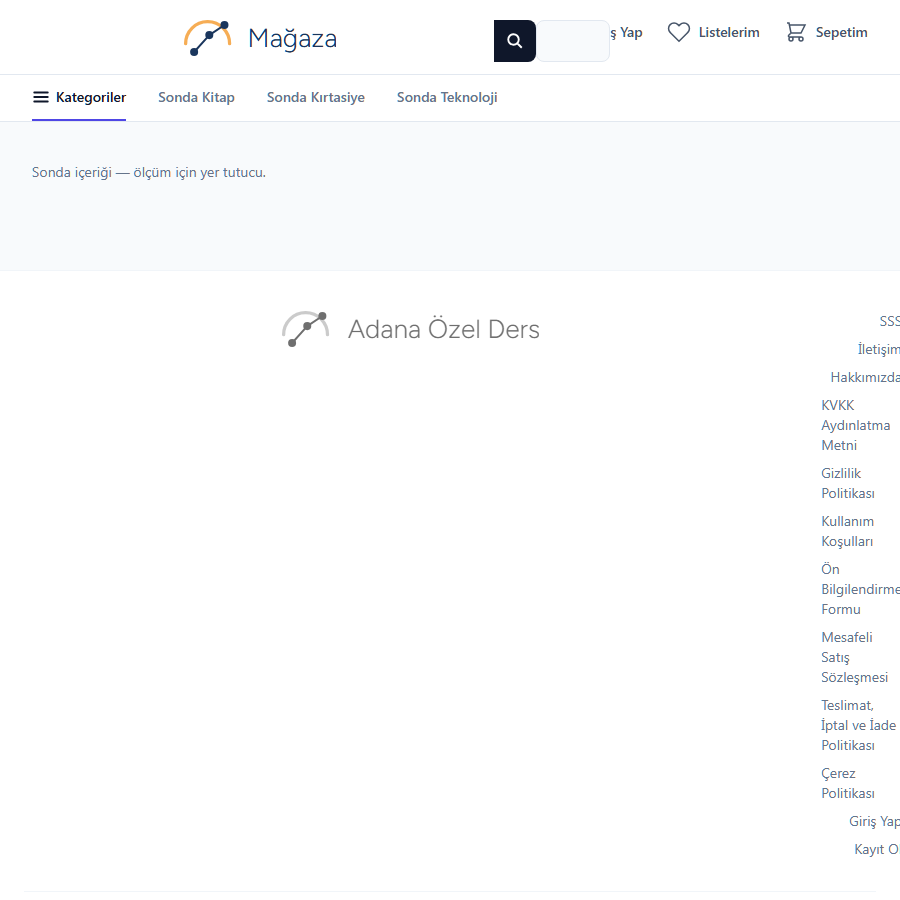 Mağaza
ş Yap
Listelerim
Sepetim
Kategoriler
Sonda Kitap
Sonda Kırtasiye
Sonda Teknoloji
Sonda içeriği — ölçüm için yer tutucu.
Adana Özel Ders
SSS
İletişim
Hakkımızda
KVKK
Aydınlatma
Metni
Gizlilik
Politikası
Kullanım
Koşulları
Ön
Bilgilendirme
Formu
Mesafeli
Satış
Sözleşmesi
Teslimat,
İptal ve İade
Politikası
Çerez
Politikası
Giriş Yap
Kayıt O